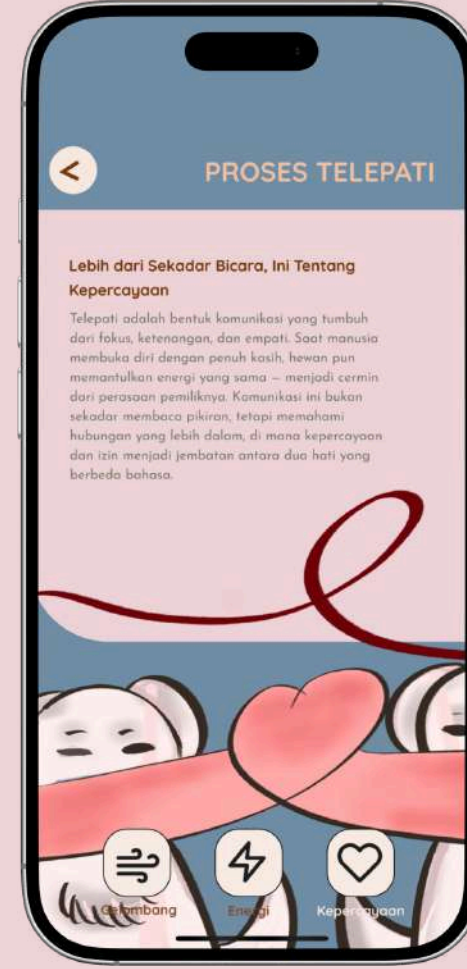 <
PROSES TELEPATI
Lebih dari Sekadar Bicara, Ini Tentang
Kepercayaan
Telepati adalah bentuk komunikasi yang tumbuh
dari fokus, ketenangan, dan empati. Saat manusia
membuka diri dengan penuh kasih, hewan pun
memantulkan energi yang sama – menjadi cermin
dari perasaan pemiliknya. Komunikasi ini bukan
sekadar membaca pikiran, tetapi memahami
hubungan yang lebih dalam, di mana kepercayaan
dan izin menjadi jembatan antara dua hati yang
berbeda bahasa.
Gelombang
Energi
Kepercayaan